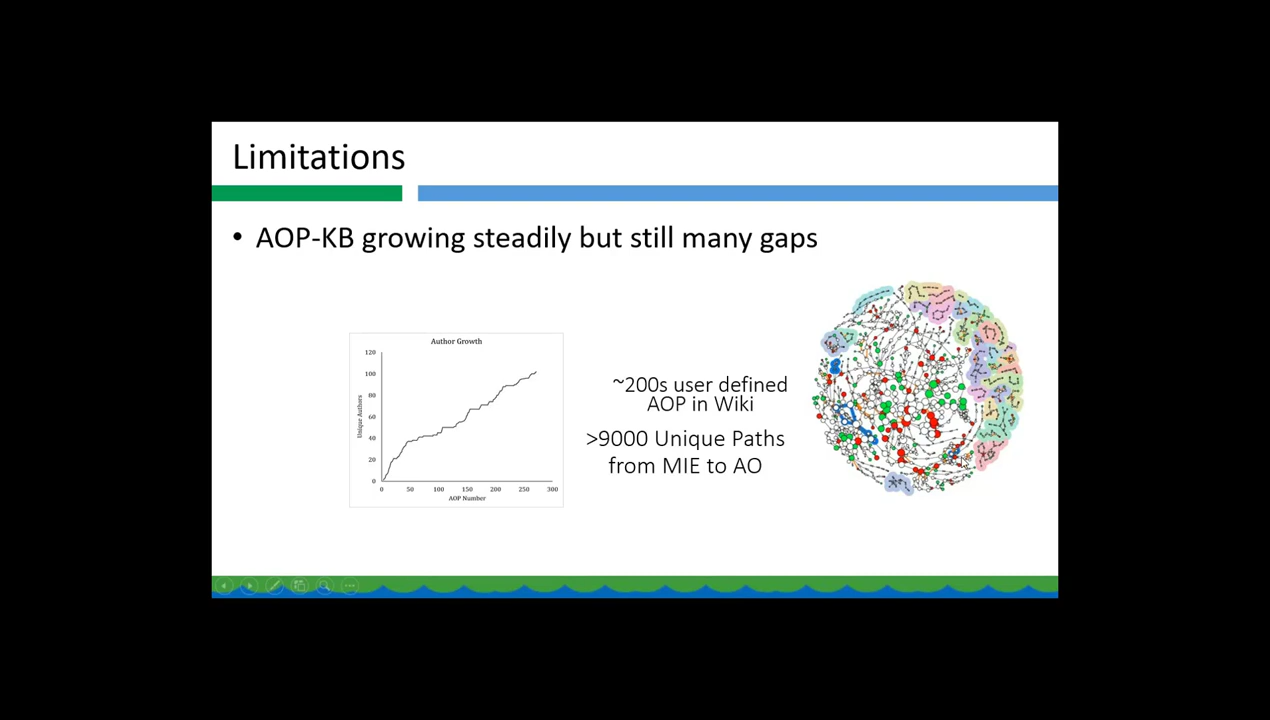 Limitations
• AOP-KB growing steadily but still many gaps
Author Growth
120
100
80
60
40
20
0
Unique Authors
0 50 100 150 200 250 300
AOP Number
~200s user defined
AOP in Wiki
>9000 Unique Paths
from MIE to AO